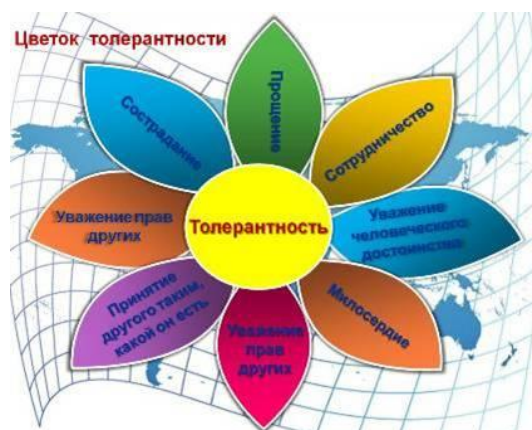 Цветок толерантности
Прощение
Сотрудничество
Уважение
человеческого
достоинства
Милосердие
Уважение
прав
других
Принятие
другого таким,
какой он есть
Уважение прав
других
Сострадание
Толерантность